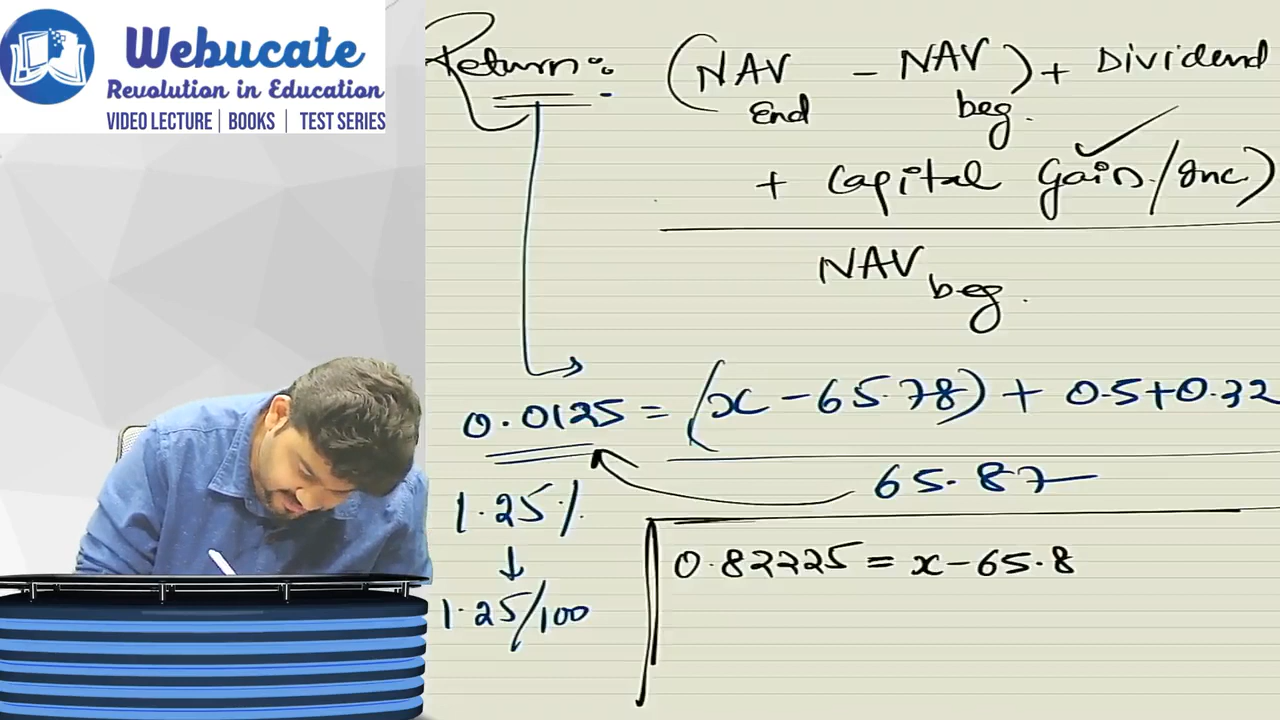 Webucate
Revolution in Education
VIDEO LECTURE | BOOKS | TEST SERIES
Return:
(NAV End - NAV beg.) + Dividend
+ Capital Gain/Inc.)
NAV beg.
0.0125 = (x - 65.78) + 0.5+0.32
65.87
1.25%
1.25/100
0.82225 = x - 65.8